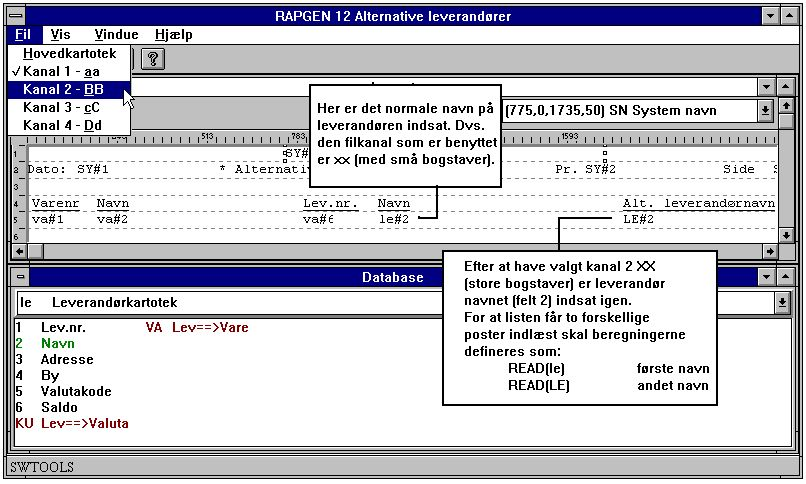 RAPGEN 12 Alternative leverandører
Fil Vis Vindue Hjælp
Hovedkartotek
✓Kanal 1 - aa
Kanal 2 - BB
Kanal 3 - cC
Kanal 4 - Dd
?
(775,0,1735,50) SN System navn
Her er det normale navn på
leverandøren indsat. Dvs.
den filkanal som er benyttet
er xx (med små bogstaver).
513 783 1593
1 SY#
2 Dato: SY#1 * Alternativ Pr. SY#2 Side S
3
4 Varenr Navn Lev.nr. Navn Alt. leverandørnavn
5 va#1 va#2 va#6 le#2 LE#2
6
Efter at have valgt kanal 2 XX
(store bogstaver) er leverandør
navnet (felt 2) indsat igen.
For at listen får to forskellige
poster indlæst skal beregningerne
defineres som:
READ(le) første navn
READ(LE) andet navn
Database
le Leverandørkartotek
1 Lev.nr. VA Lev==>Vare
2 Navn
3 Adresse
4 By
5 Valutakode
6 Saldo
KU Lev==>Valuta
SWTOOLS